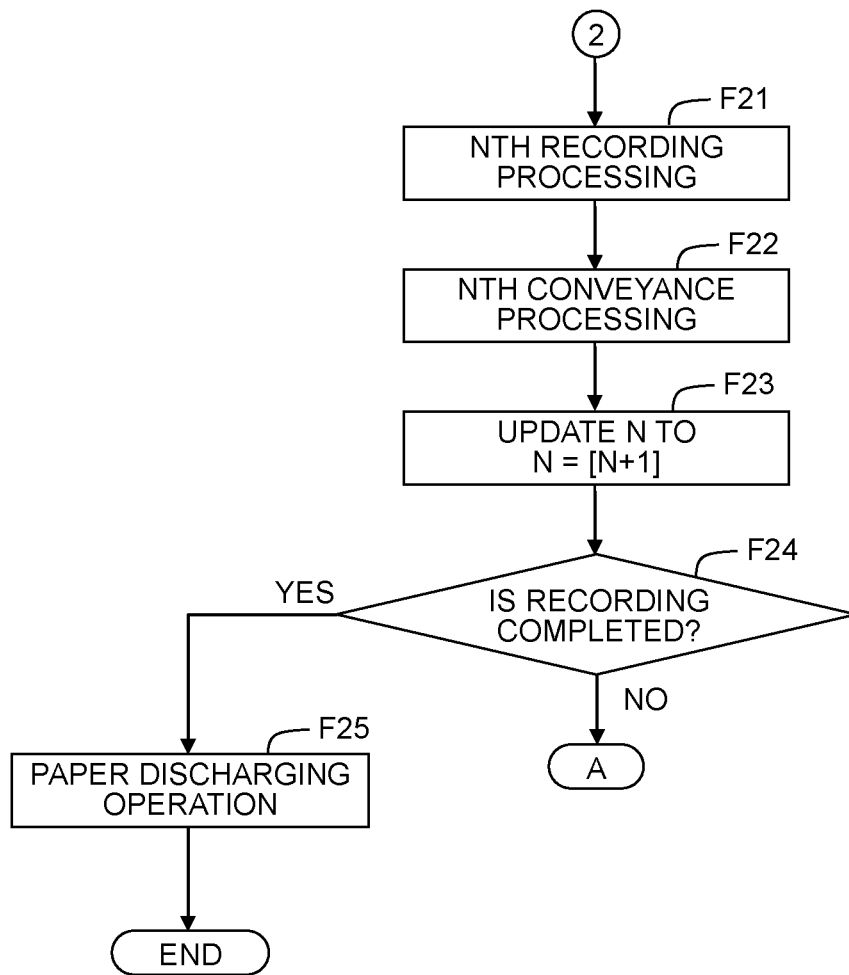 2
F21
NTH RECORDING
PROCESSING
F22
NTH CONVEYANCE
PROCESSING
F23
UPDATE N TO
N = [N+1]
F24
YES
IS RECORDING
COMPLETED?
NO
F25
A
PAPER DISCHARGING
OPERATION
END